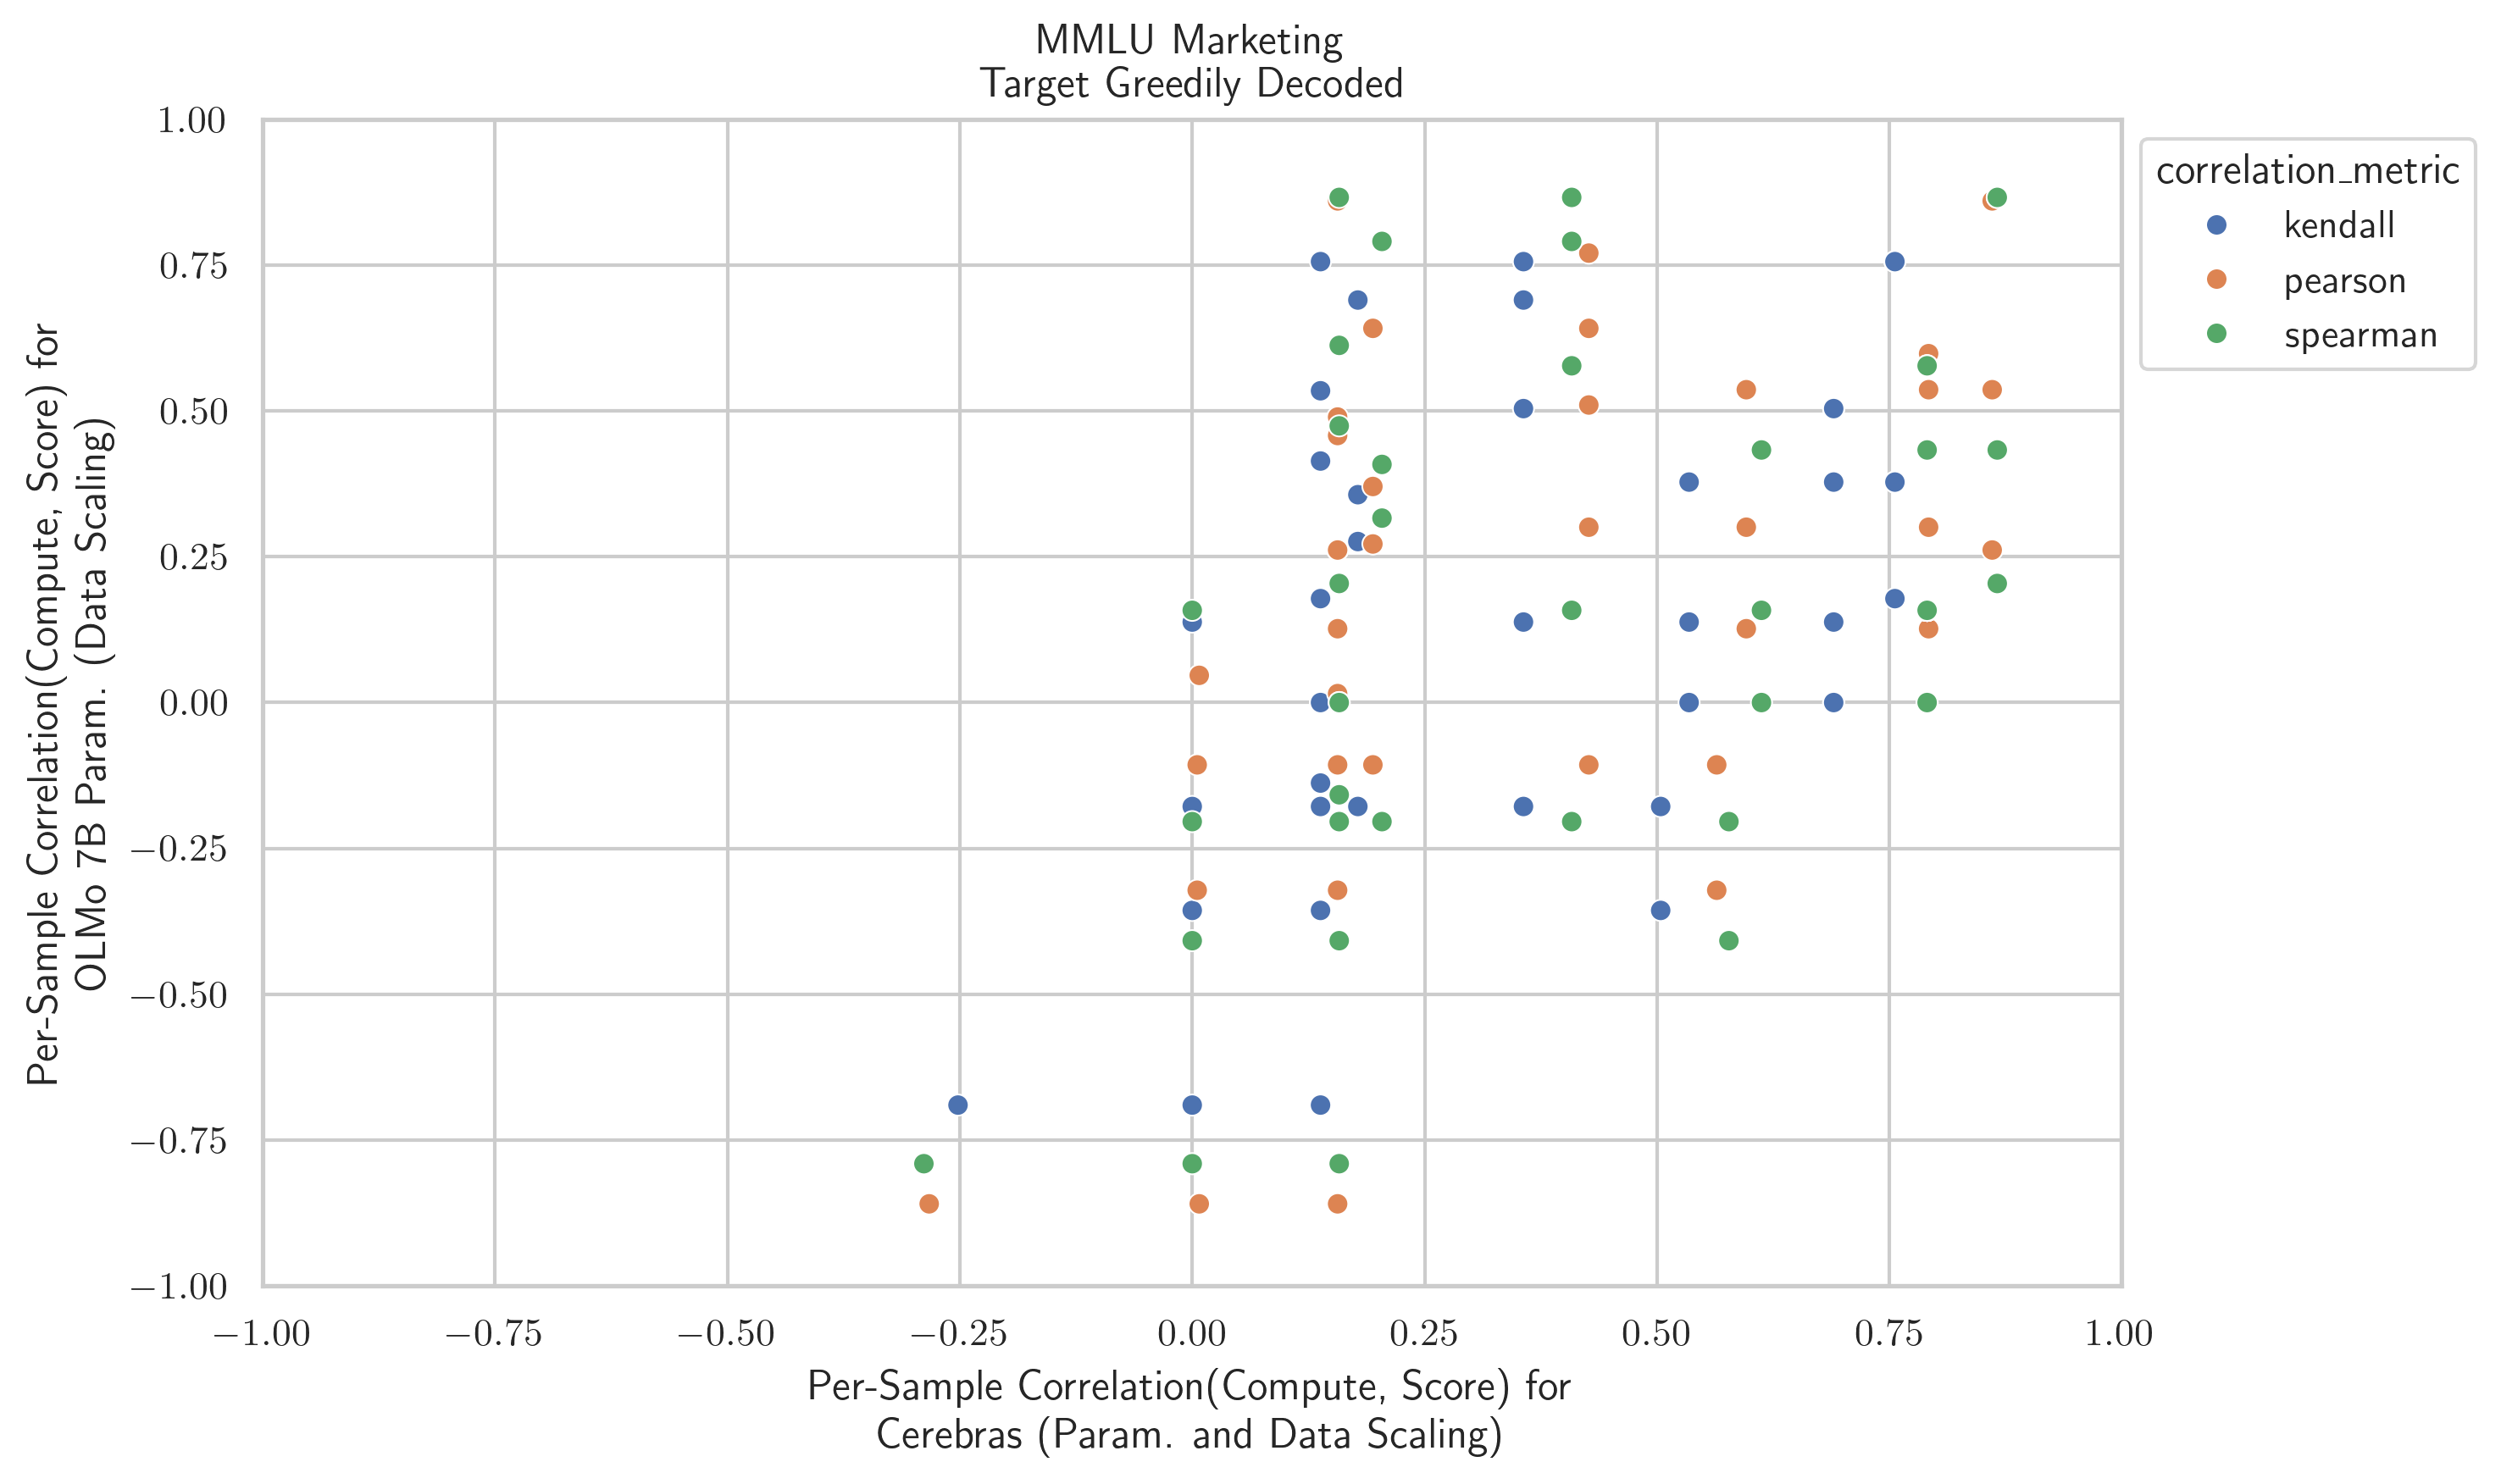 MMLU Marketing
Target Greedily Decoded
1.00
0.75
0.50
0.25
0.00
−0.25
−0.50
−0.75
−1.00
Per-Sample Correlation(Compute, Score) for
OLMo 7B Param. (Data Scaling)
correlation_metric
kendall
pearson
spearman
−1.00
−0.75
−0.50
−0.25
0.00
0.25
0.50
0.75
1.00
Per-Sample Correlation(Compute, Score) for
Cerebras (Param. and Data Scaling)